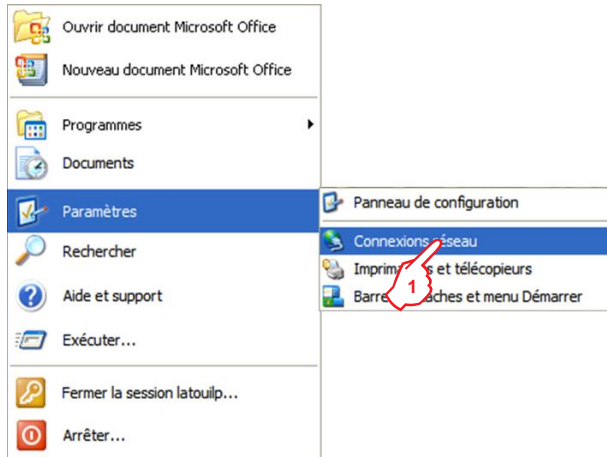 Ouvrir document Microsoft Office
Nouveau document Microsoft Office
Programmes
Documents
Paramètres
Panneau de configuration
Connexions réseau
Rechercher
et télécopieurs
Aide et support
1
et menu Démarrer
Exécuter...
Fermer la session latouilp...
Arrêter...